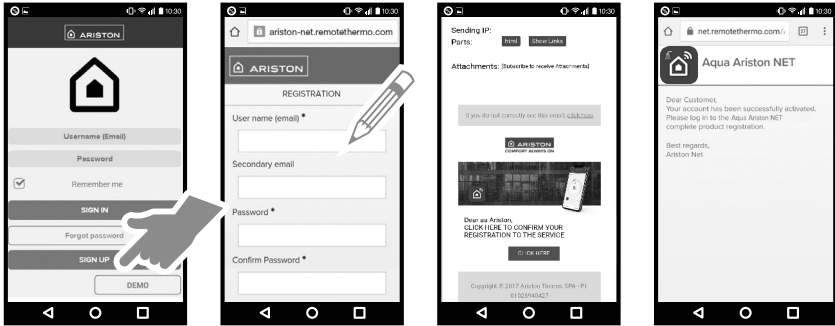 10:30
ARISTON
Username (Email)
Password
Remember me
SIGN IN
Forgot password
SIGN UP
DEMO
10:30
ariston-net.remotethermo.com
ARISTON
REGISTRATION
User name (email) *
Secondary email
Password *
Confirm Password *
10:30
Sending IP:
Parts: html Show Links
Attachments: [Subscribe to receive Attachments]
if you do not correctly see this email, click here
ARISTON
COMFORT ALWAYS ON
Dear au Ariston,
CLICK HERE TO CONFIRM YOUR
REGISTRATION TO THE SERVICE
CLICK HERE
Copyright © 2017 Ariston Thermo SPA - PI
01026940427
10:30
net.remotethermo.com/
Aqua Ariston NET
Dear Customer,
Your account has been successfully activated.
Please log in to the Aqua Ariston NET
complete product registration.
Best regards,
Ariston Net